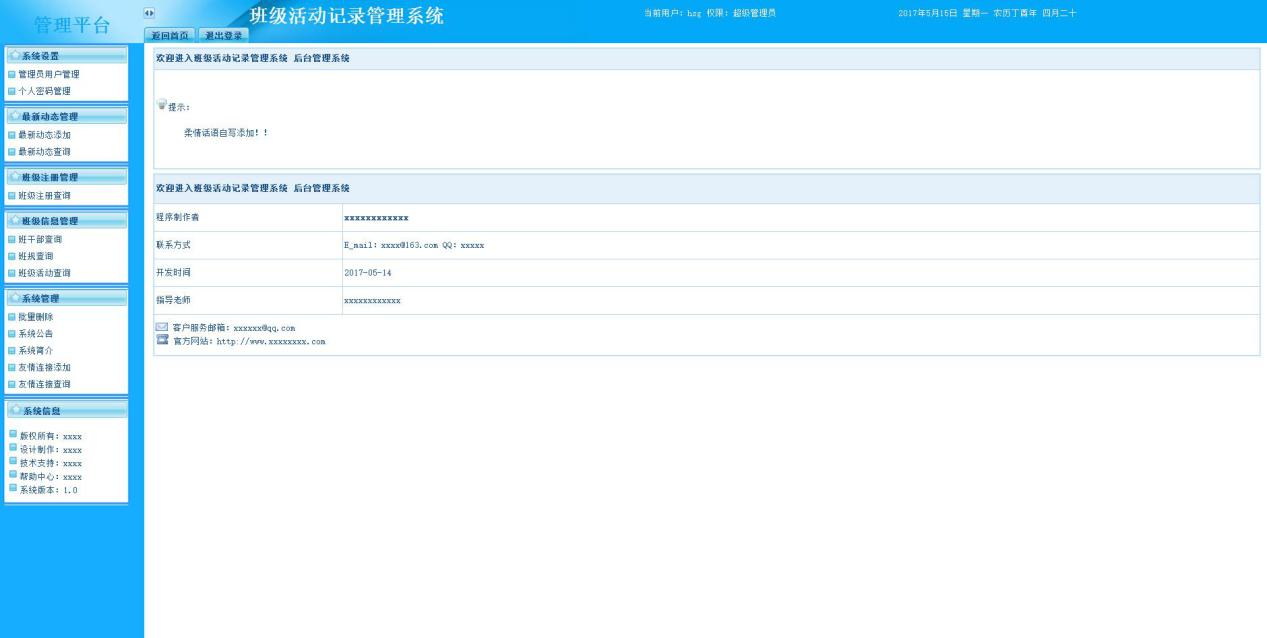 管理平台
班级活动记录管理系统
当前用户: hsg 权限: 超级管理员
2017年5月15日 星期一 农历丁酉年 四月二十
返回首页 退出登录
系统设置
管理员用户管理
个人密码管理
最新动态管理
最新动态添加
最新动态查询
班级注册管理
班级注册查询
班级信息管理
班干部查询
班规查询
班级活动查询
系统管理
批量删除
系统公告
系统简介
友情连接添加
友情连接查询
系统信息
版权所有: xxxx
设计制作: xxxx
技术支持: xxxx
帮助中心: xxxx
系统版本: 1.0
欢迎进入班级活动记录管理系统 后台管理系统
提示:
柔情话语自写添加！！
欢迎进入班级活动记录管理系统 后台管理系统
程序制作者 xxxxxxxxxxxx
联系方式 E_mail: xxxx@163.com QQ: xxxxx
开发时间 2017-05-14
指导老师 xxxxxxxxxxxx
客户服务邮箱: xxxxxx@qq.com
官方网站: http://www.xxxxxxxx.com